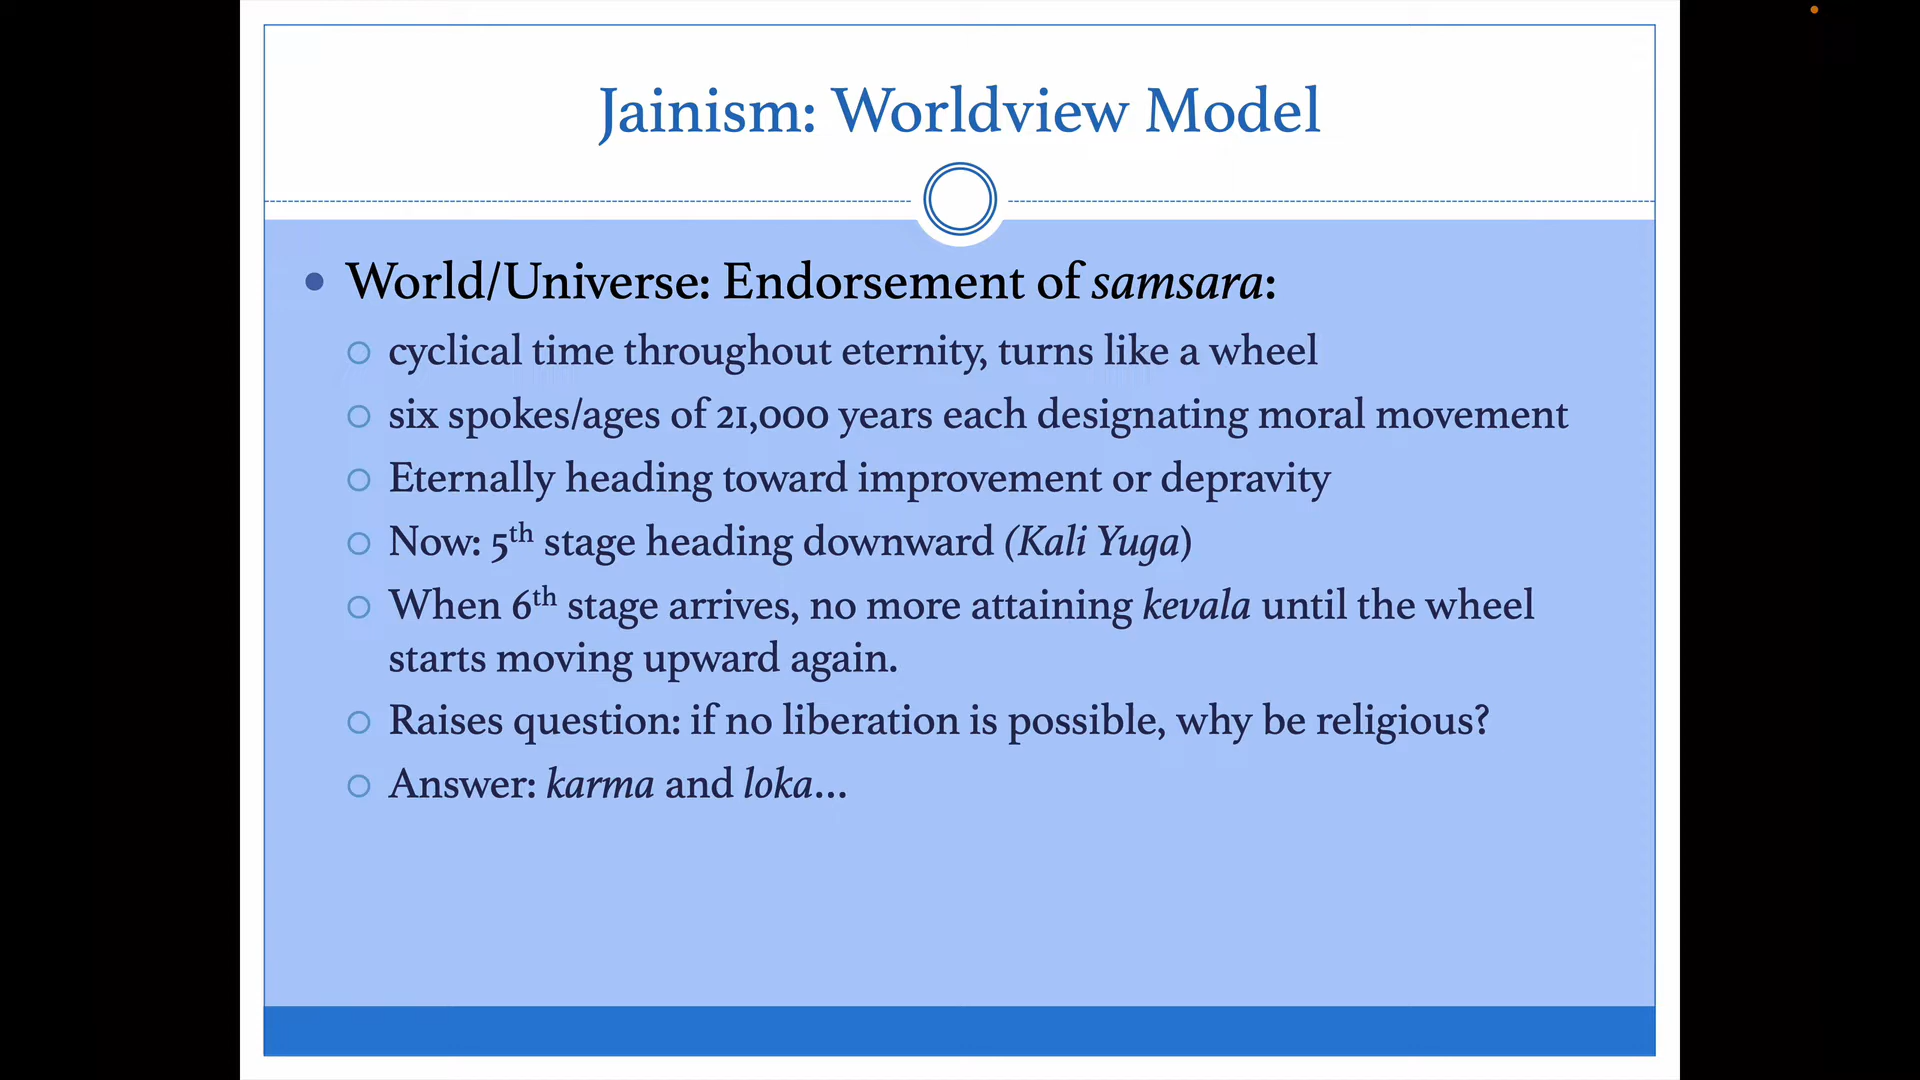 Jainism: Worldview Model
• World/Universe: Endorsement of samsara:
○ cyclical time throughout eternity, turns like a wheel
○ six spokes/ages of 21,000 years each designating moral movement
○ Eternally heading toward improvement or depravity
○ Now: 5th stage heading downward (Kali Yuga)
○ When 6th stage arrives, no more attaining kevala until the wheel
starts moving upward again.
○ Raises question: if no liberation is possible, why be religious?
○ Answer: karma and loka...